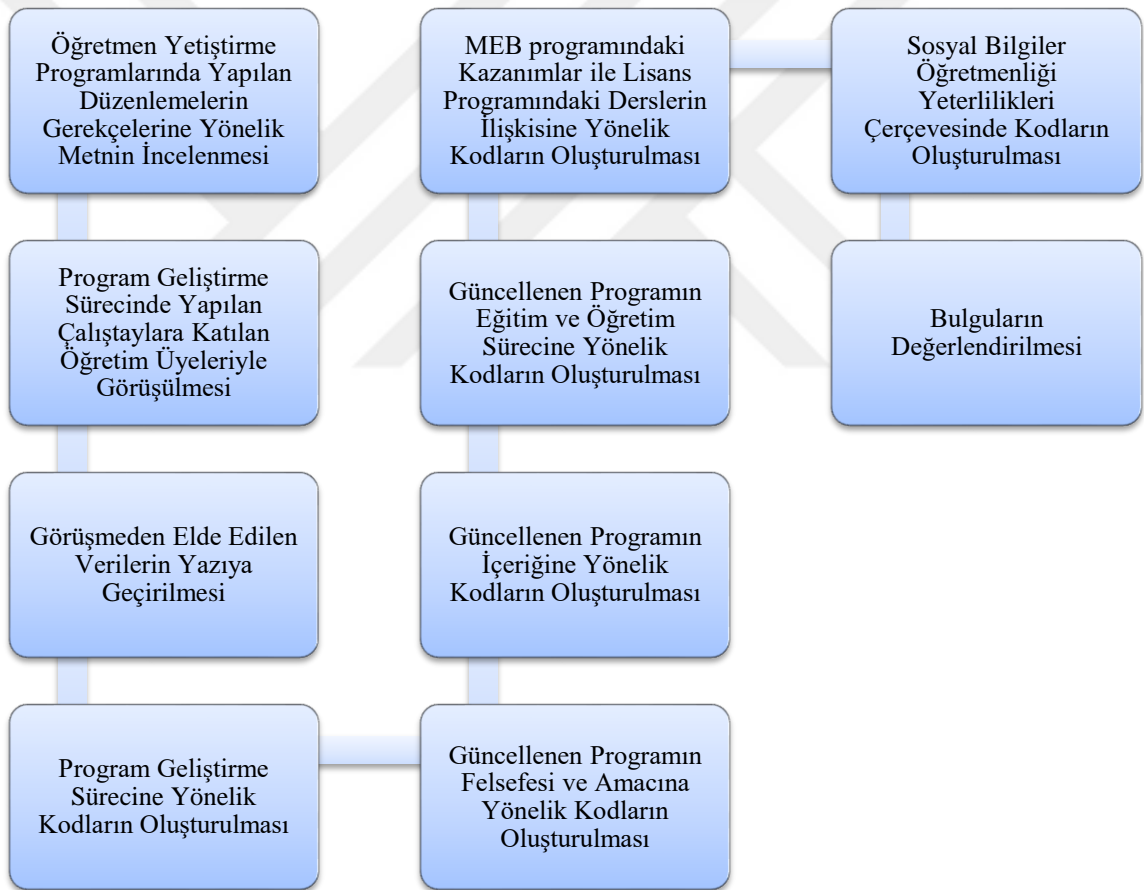 Öğretmen Yetiştirme
Programlarında Yapılan
Düzenlemelerin
Gerekçelerine Yönelik
Metnin İncelenmesi
Program Geliştirme
Sürecinde Yapılan
Çalıştaylara Katılan
Öğretim Üyeleriyle
Görüşülmesi
Görüşmeden Elde Edilen
Verilerin Yazıya
Geçirilmesi
Program Geliştirme
Sürecine Yönelik
Kodların Oluşturulması
Güncellenen Programın
Felsefesi ve Amacına
Yönelik Kodların
Oluşturulması
Güncellenen Programın
İçeriğine Yönelik
Kodların Oluşturulması
Güncellenen Programın
Eğitim ve Öğretim
Sürecine Yönelik
Kodların Oluşturulması
MEB programındaki
Kazanımlar ile Lisans
Programındaki Derslerin
İlişkisine Yönelik
Kodların Oluşturulması
Sosyal Bilgiler
Öğretmenliği
Yeterlilikleri
Çerçevesinde Kodların
Oluşturulması
Bulguların
Değerlendirilmesi